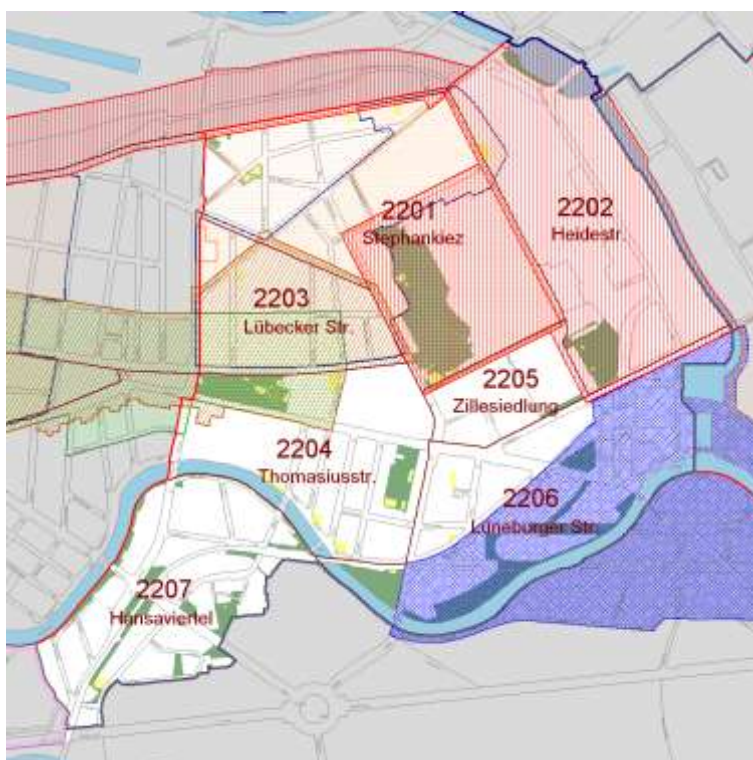 2201
Stephankiez
2202
Heidestr.
2203
Lübecker Str.
2205
Zillesiedlung
2204
Thomasiusstr.
2206
Lüneburger Str.
2207
Hansaviertel